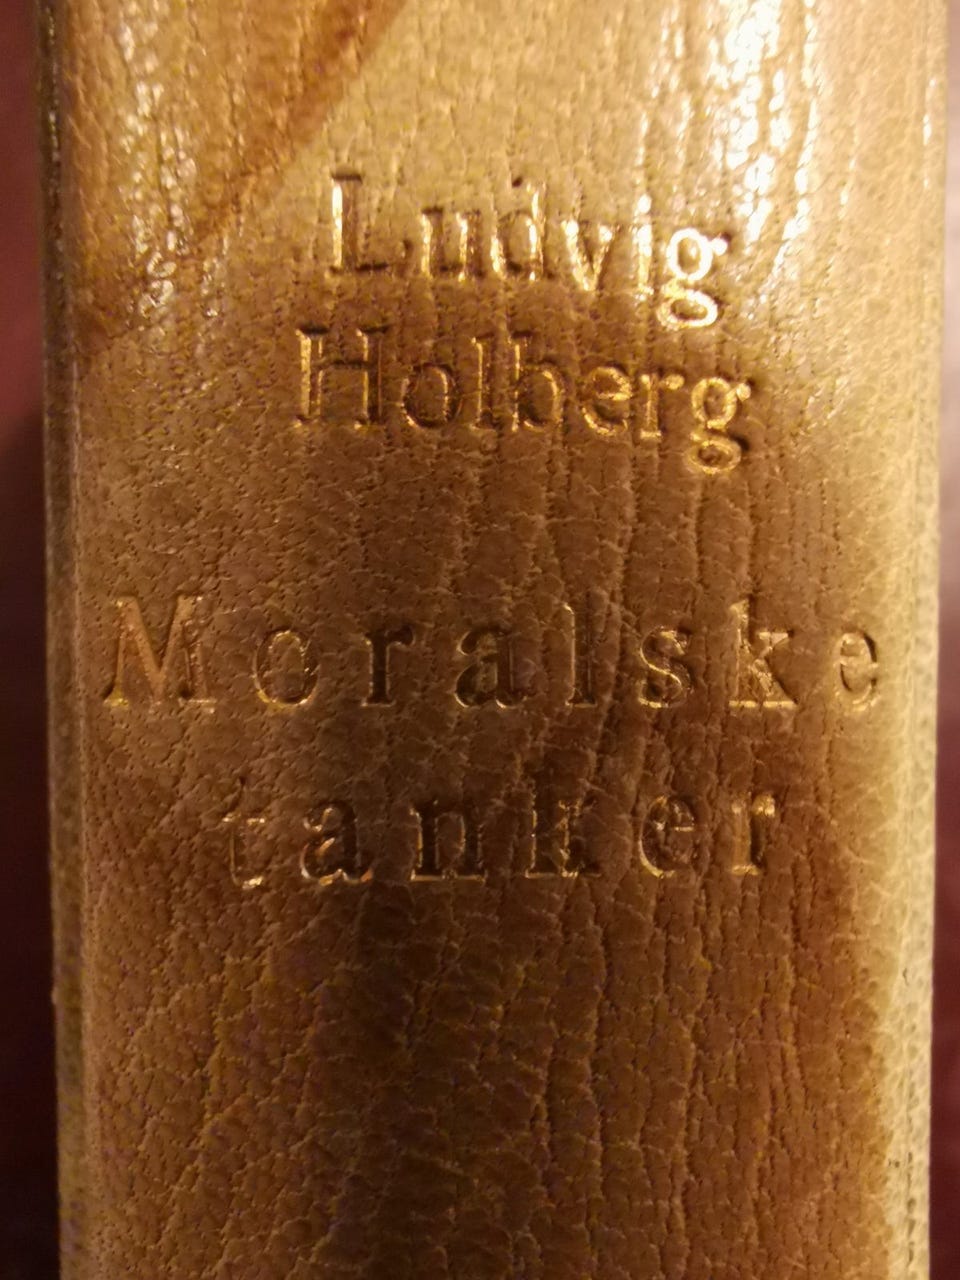 Ludvig
Holberg
Moralske
tanker